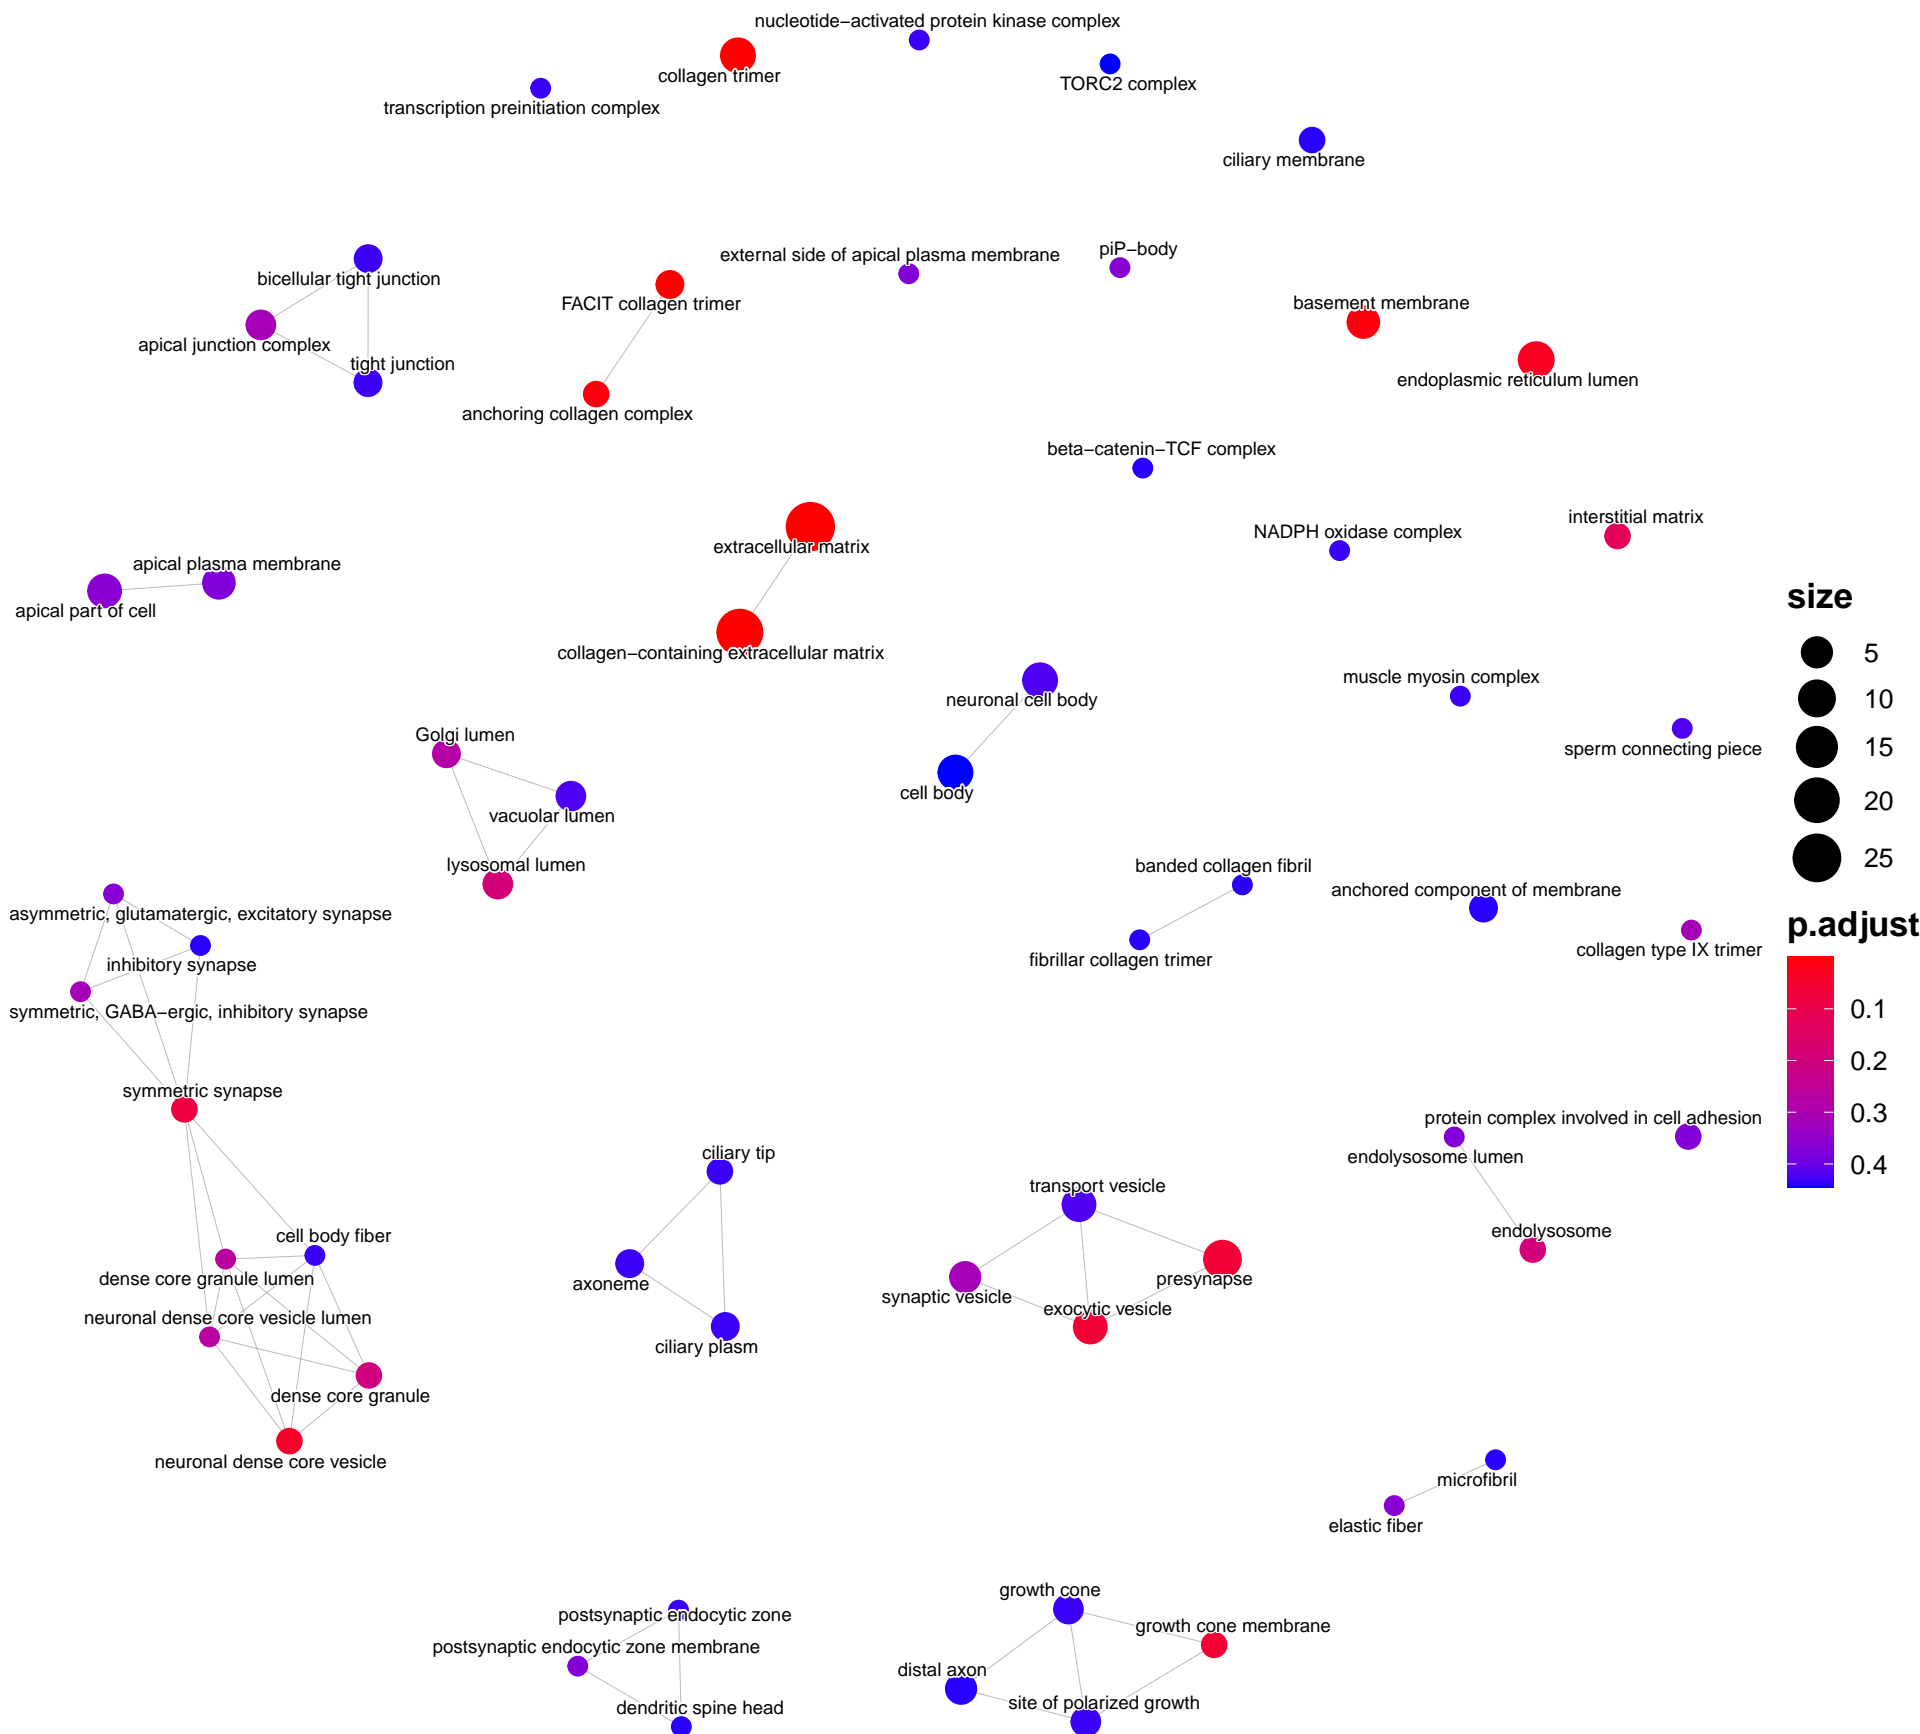 nucleotide−activated protein kinase complex
collagen trimer
TORC2 complex
transcription preinitiation complex
ciliary membrane
external side of apical plasma membrane
piP−body
bicellular tight junction
FACIT collagen trimer
basement membrane
apical junction complex
tight junction
endoplasmic reticulum lumen
anchoring collagen complex
beta−catenin−TCF complex
interstitial matrix
NADPH oxidase complex
extracellular matrix
apical plasma membrane
apical part of cell
collagen−containing extracellular matrix
muscle myosin complex
neuronal cell body
Golgi lumen
sperm connecting piece
cell body
vacuolar lumen
lysosomal lumen
banded collagen fibril
anchored component of membrane
asymmetric, glutamatergic, excitatory synapse
collagen type IX trimer
fibrillar collagen trimer
inhibitory synapse
symmetric, GABA−ergic, inhibitory synapse
symmetric synapse
protein complex involved in cell adhesion
ciliary tip
endolysosome lumen
transport vesicle
cell body fiber
endolysosome
dense core granule lumen
axoneme
presynapse
synaptic vesicle
exocytic vesicle
neuronal dense core vesicle lumen
ciliary plasm
dense core granule
neuronal dense core vesicle
microfibril
elastic fiber
growth cone
postsynaptic endocytic zone
growth cone membrane
postsynaptic endocytic zone membrane
distal axon
site of polarized growth
dendritic spine head
size
5
10
15
20
25
p.adjust
0.1
0.2
0.3
0.4